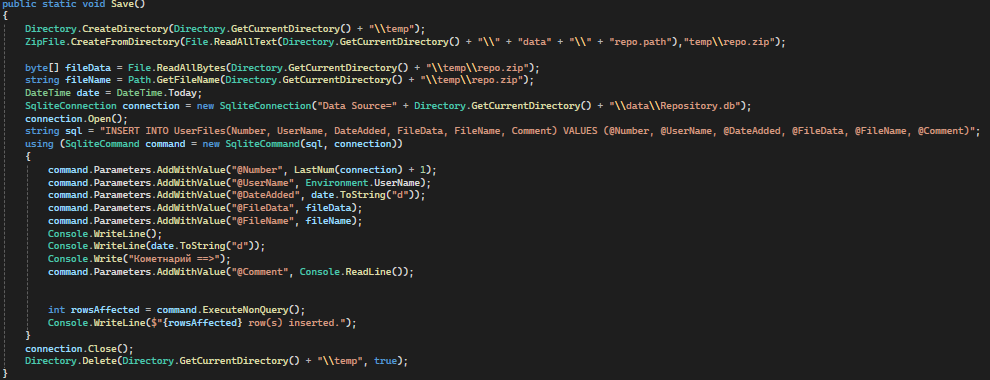 public static void Save()
{
Directory.CreateDirectory(Directory.GetCurrentDirectory() + "\\temp");
ZipFile.CreateFromDirectory(File.ReadAllText(Directory.GetCurrentDirectory() + "\\" + "data" + "\\" + "repo.path"),"temp\\repo.zip");
byte[] fileData = File.ReadAllBytes(Directory.GetCurrentDirectory() + "\\temp\\repo.zip");
string fileName = Path.GetFileName(Directory.GetCurrentDirectory() + "\\temp\\repo.zip");
DateTime date = DateTime.Today;
SqliteConnection connection = new SqliteConnection("Data Source=" + Directory.GetCurrentDirectory() + "\\data\\Repository.db");
connection.Open();
string sql = "INSERT INTO UserFiles(Number, UserName, DateAdded, FileData, FileName, Comment) VALUES (@Number, @UserName, @DateAdded, @FileData, @FileName, @Comment)";
using (SqliteCommand command = new SqliteCommand(sql, connection))
{
command.Parameters.AddWithValue("@Number", LastNum(connection) + 1);
command.Parameters.AddWithValue("@UserName", Environment.UserName);
command.Parameters.AddWithValue("@DateAdded", date.ToString("d"));
command.Parameters.AddWithValue("@FileData", fileData);
command.Parameters.AddWithValue("@FileName", fileName);
Console.WriteLine();
Console.WriteLine(date.ToString("d"));
Console.Write("Кометнарий ==>");
command.Parameters.AddWithValue("@Comment", Console.ReadLine());
int rowsAffected = command.ExecuteNonQuery();
Console.WriteLine($"{rowsAffected} row(s) inserted.");
}
connection.Close();
Directory.Delete(Directory.GetCurrentDirectory() + "\\temp", true);
}